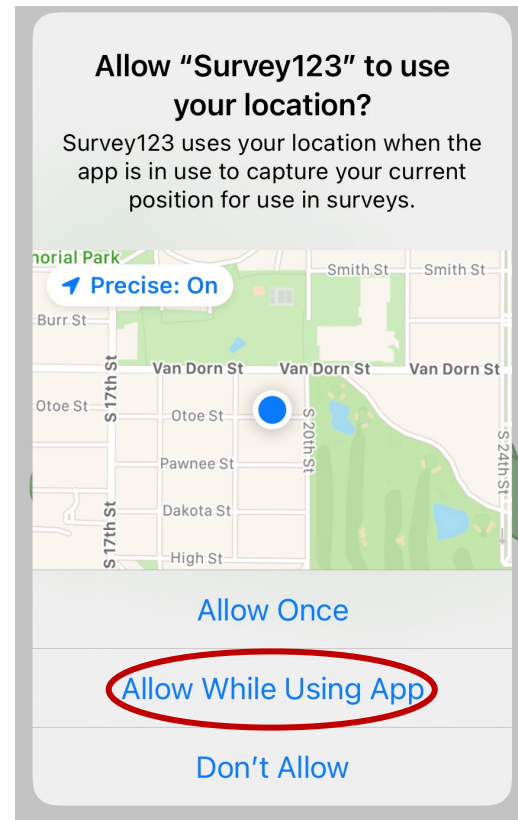 Allow “Survey123” to use
your location?
Survey123 uses your location when the
app is in use to capture your current
position for use in surveys.
norial Park
Precise: On
Smith St
Smith St
Burr St
S 17th St
Van Dorn St
Van Dorn St
Van Dorn St
Otoe St
Otoe St
S 20th St
S 24th St
Pawnee St
Dakota St
S 17th St
High St
Allow Once
Allow While Using App
Don’t Allow